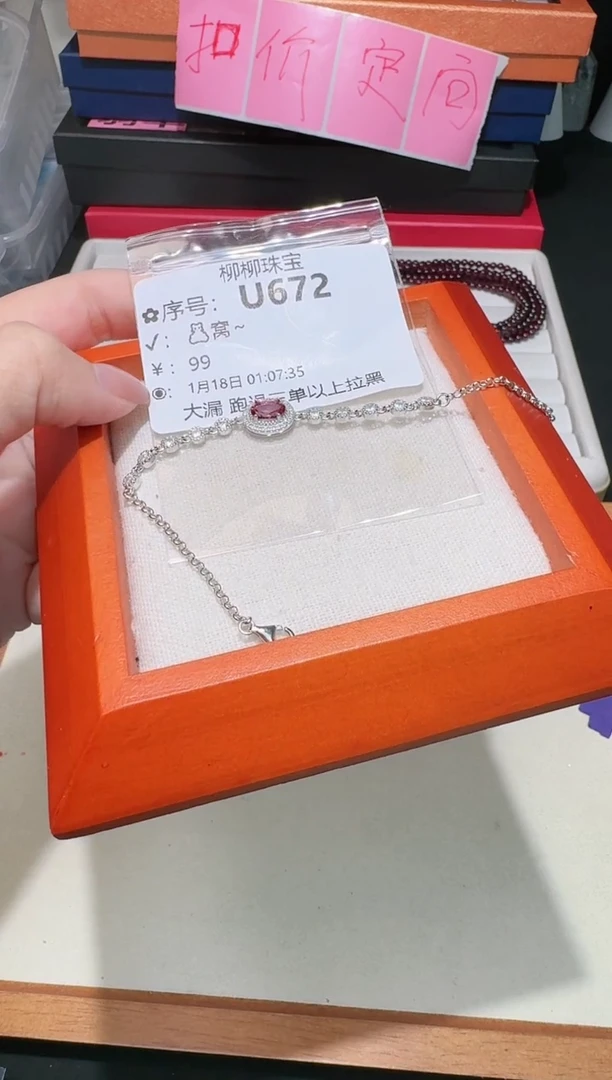 扣价定问
柳柳珠宝
序号： U672
√： 窝~
￥： 99
： 1月18日 01:07:35
大漏 跑 单以上拉黑